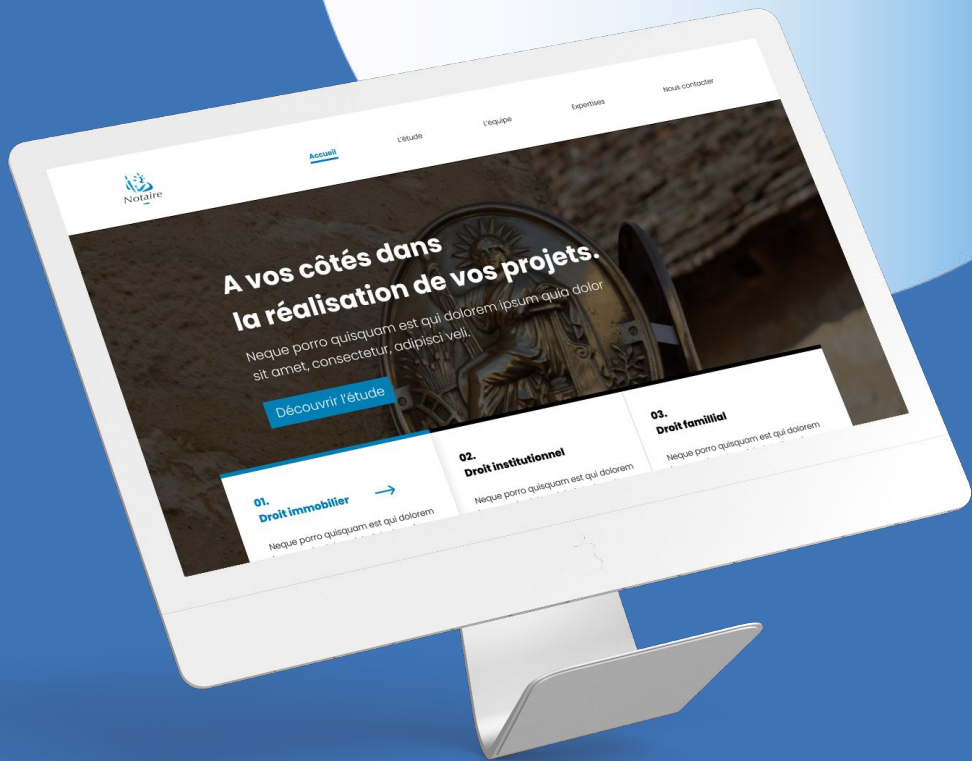 Notaire
Accueil
L'étude
L'équipe
Expertises
Nous contacter
A vos côtés dans
la réalisation de vos projets.
Neque porro quisquam est qui dolorem ipsum quia dolor
sit amet, consectetur, adipisci veli.
Découvrir l'étude
01.
Droit immobilier
Neque porro quisquam est qui dolorem
02.
Droit institutionnel
Neque porro quisquam est qui dolorem
03.
Droit famillial
Neque porro quisquam est qui dolorem